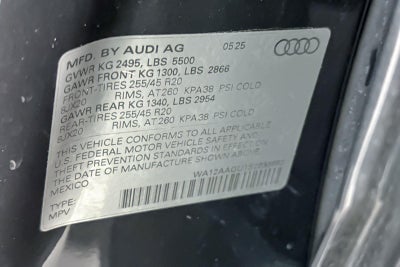 MFD. BY AUDI AG 05 25
GVWR KG 2495, LBS 5500
GAWR FRONT KG 1300, LBS 2866
FRONT-TIRES 255/45 R20
8JX20 RIMS, AT260 KPA38 PSI COLD
GAWR REAR KG 1340, LBS 2954
REAR-TIRES 255/45 R20
8JX20 RIMS, AT260 KPA38 PSI COLD
THIS VEHICLE CONFORMS TO ALL APPLICABLE
U.S. FEDERAL MOTOR VEHICLE SAFETY AND
THEFT PREVENTION STANDARDS IN EFFECT ON
THE DATE OF MANUFACTURE SHOWN ABOVE.
MEXICO
TYPE:
MPV